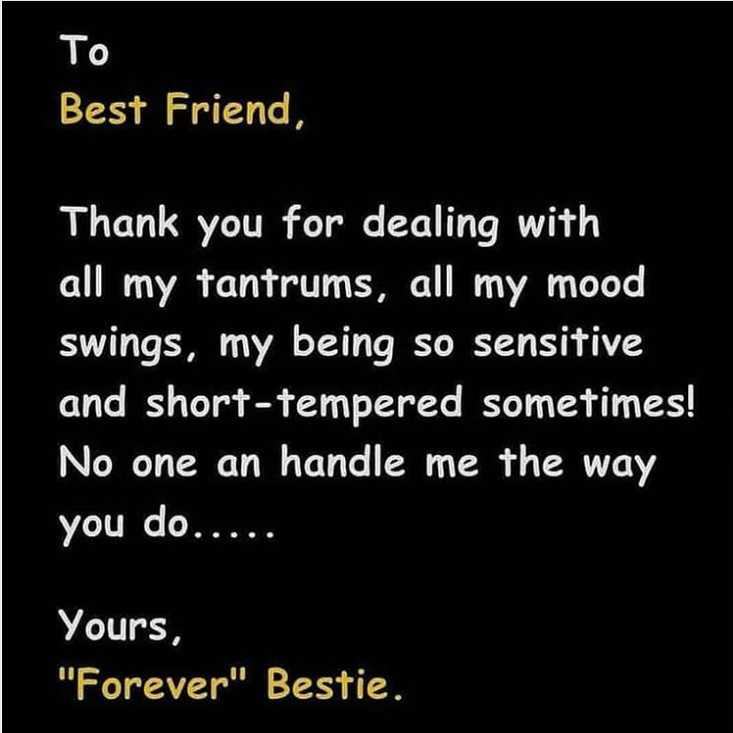 To
Best Friend,
Thank you for dealing with
all my tantrums, all my mood
swings, my being so sensitive
and short-tempered sometimes!
No one an handle me the way
you do.....
Yours,
"Forever" Bestie.